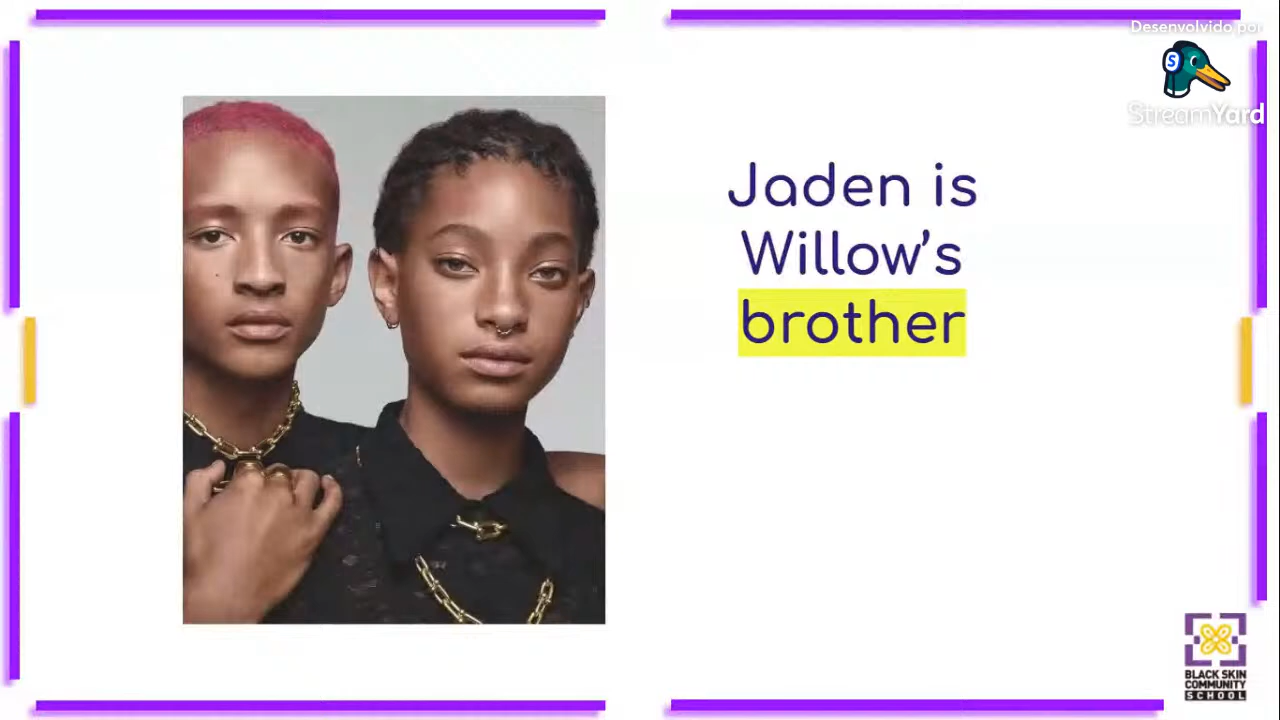 Desenvolvido por
S
StreamYard
Jaden is
Willow’s
brother
BLACK SKIN
COMMUNITY
SCHOOL